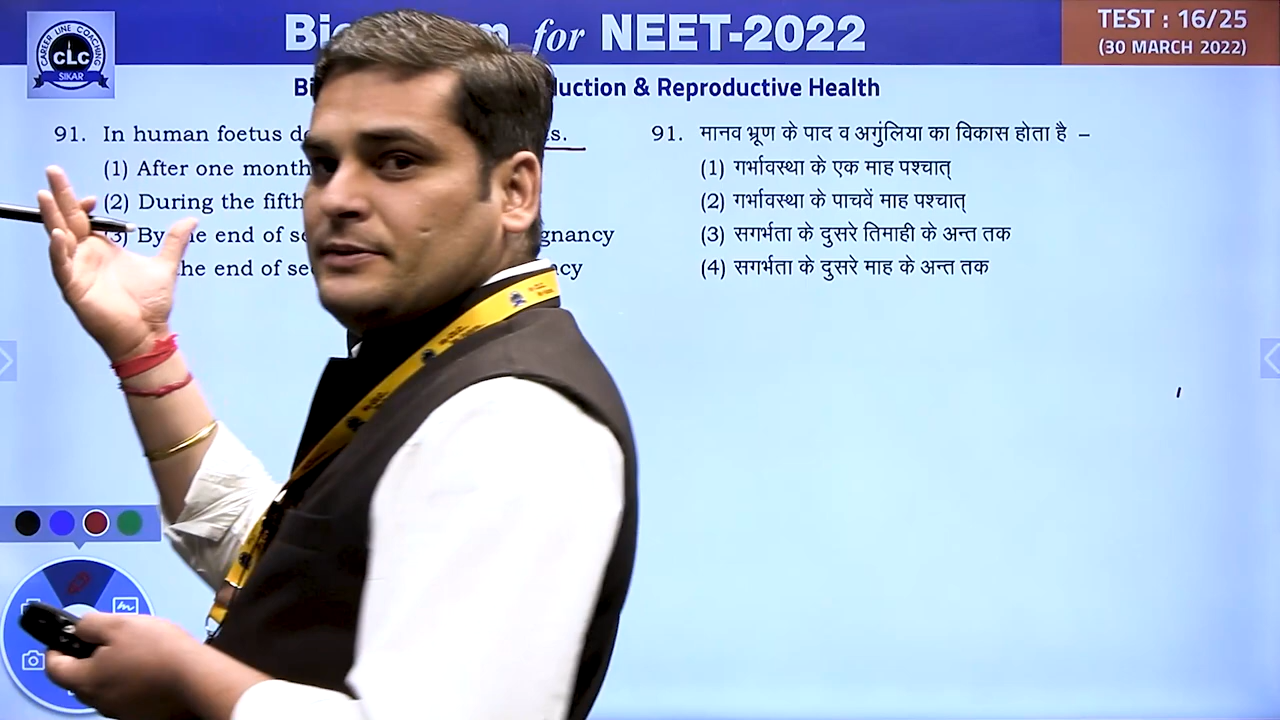 CAREER LINE COACHING
CLC
SIKAR
for NEET-2022
TEST : 16/25
(30 MARCH 2022)
& Reproductive Health
91. In human foetus
(1) After one month
(2) During the fifth
(3) By the end of
the end of
91. मानव भ्रूण के पाद व अगुंलिया का विकास होता है –
(1) गर्भावस्था के एक माह पश्चात्
(2) गर्भावस्था के पाचवें माह पश्चात्
(3) सगर्भता के दुसरे तिमाही के अन्त तक
(4) सगर्भता के दुसरे माह के अन्त तक